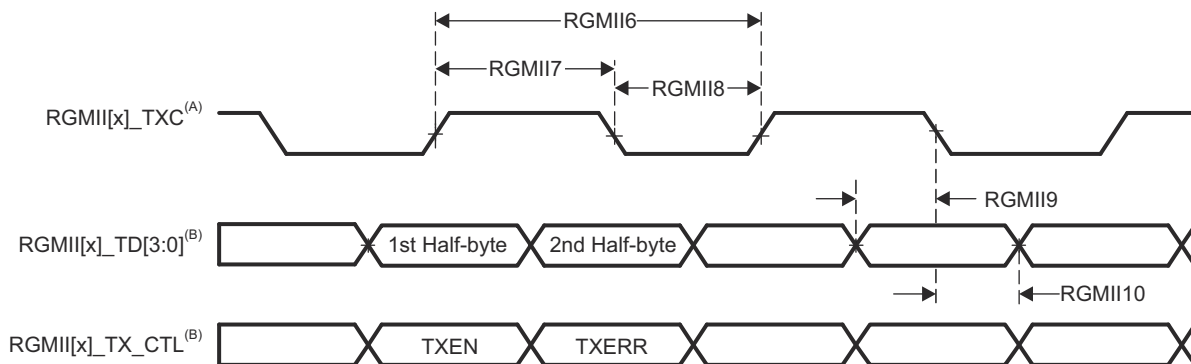 RGMII6
RGMII7
RGMII8
RGMII[x]_TXC(A)
RGMII9
RGMII[x]_TD[3:0](B)
1st Half-byte
2nd Half-byte
RGMII10
RGMII[x]_TX_CTL(B)
TXEN
TXERR